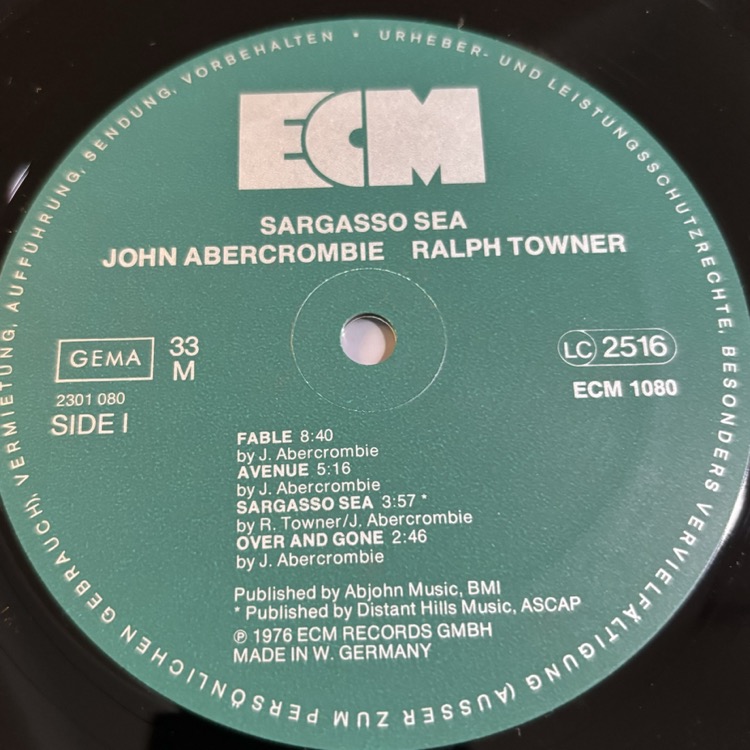 URHEBER- UND LEISTUNGSSCHUTZRECHTE, BESONDERS VERVIELFÄLTIGUNG (AUSSER ZUM PERSÖNLICHEN GEBRAUCH), VERMIETUNG, AUFFÜHRUNG, SENDUNG, VORBEHALTEN •
ECM
SARGASSO SEA
JOHN ABERCROMBIE RALPH TOWNER
GEMA
33
M
LC 2516
2301 080
ECM 1080
SIDE I
FABLE 8:40
by J. Abercrombie
AVENUE 5:16
by J. Abercrombie
SARGASSO SEA 3:57 *
by R. Towner/J. Abercrombie
OVER AND GONE 2:46
by J. Abercrombie
Published by Abjohn Music, BMI
* Published by Distant Hills Music, ASCAP
℗ 1976 ECM RECORDS GMBH
MADE IN W. GERMANY